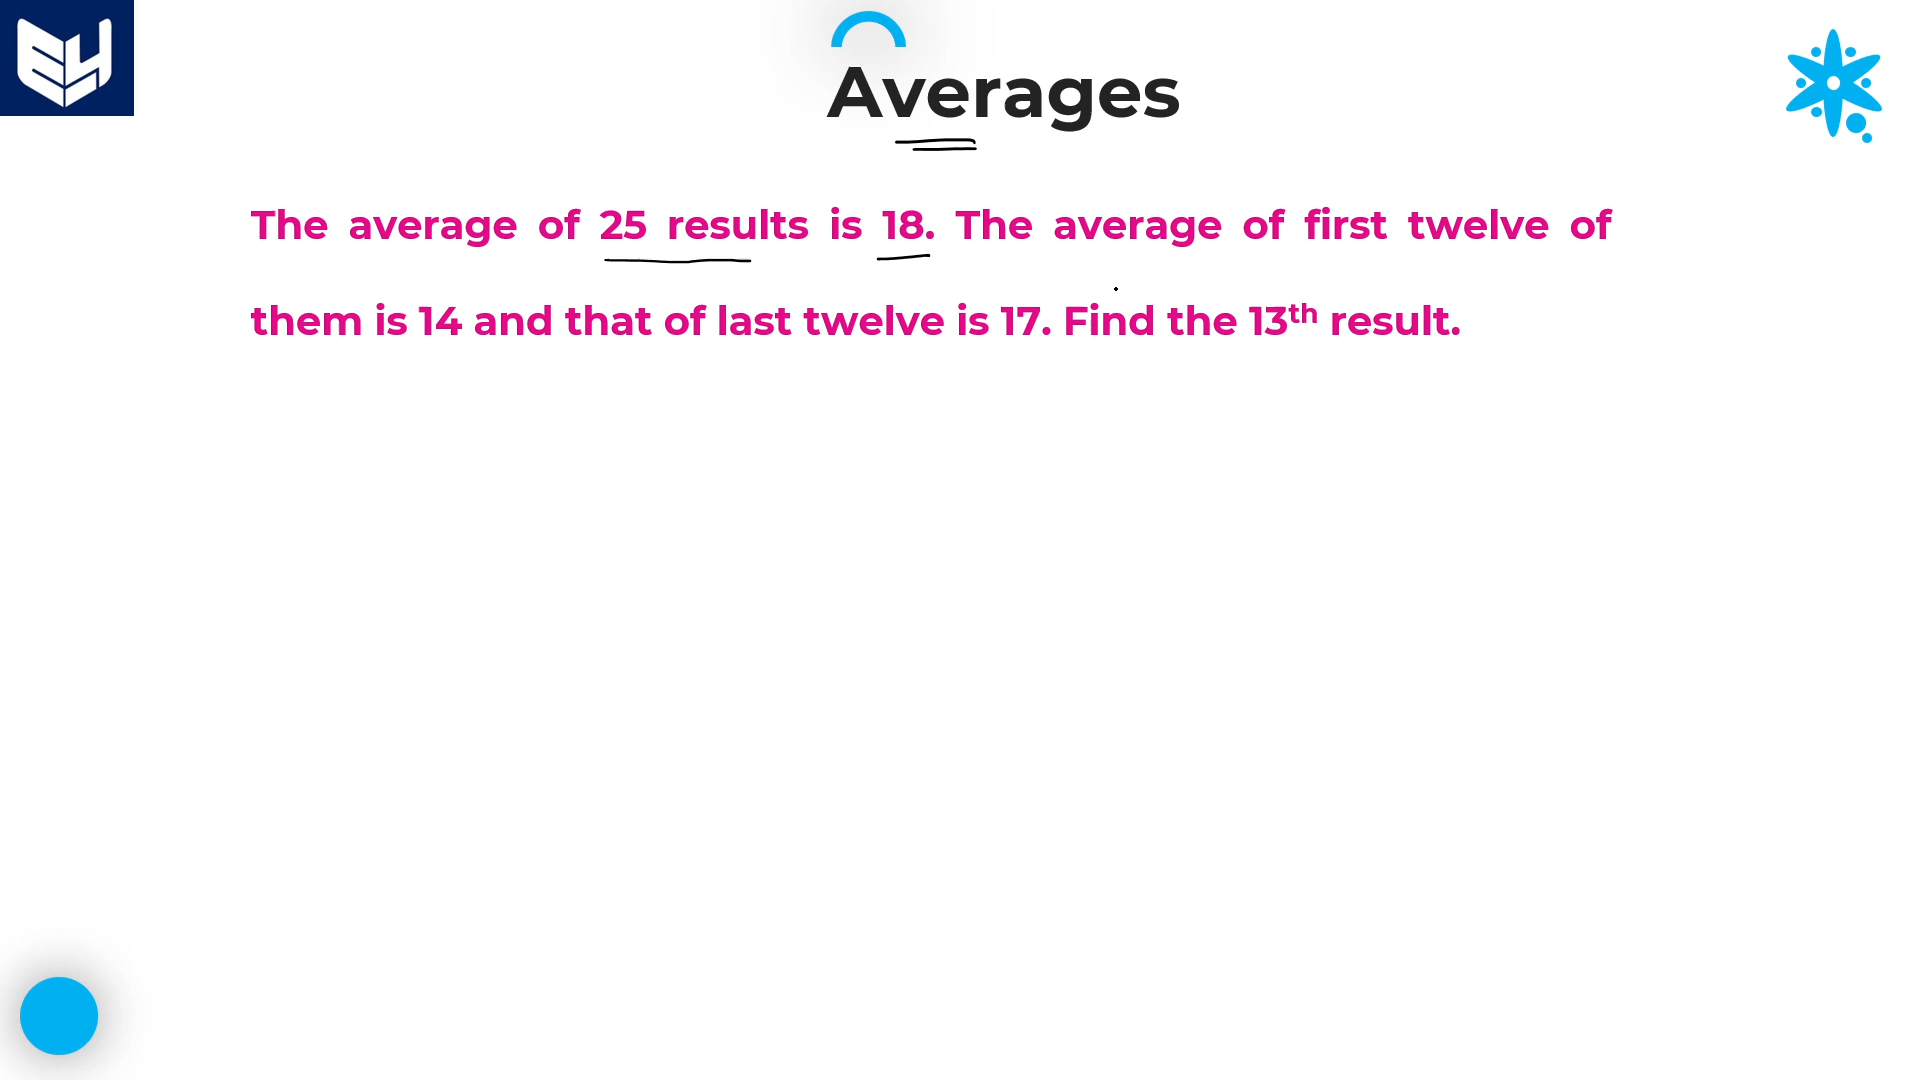 Averages
The average of 25 results is 18. The average of first twelve of
them is 14 and that of last twelve is 17. Find the 13th result.